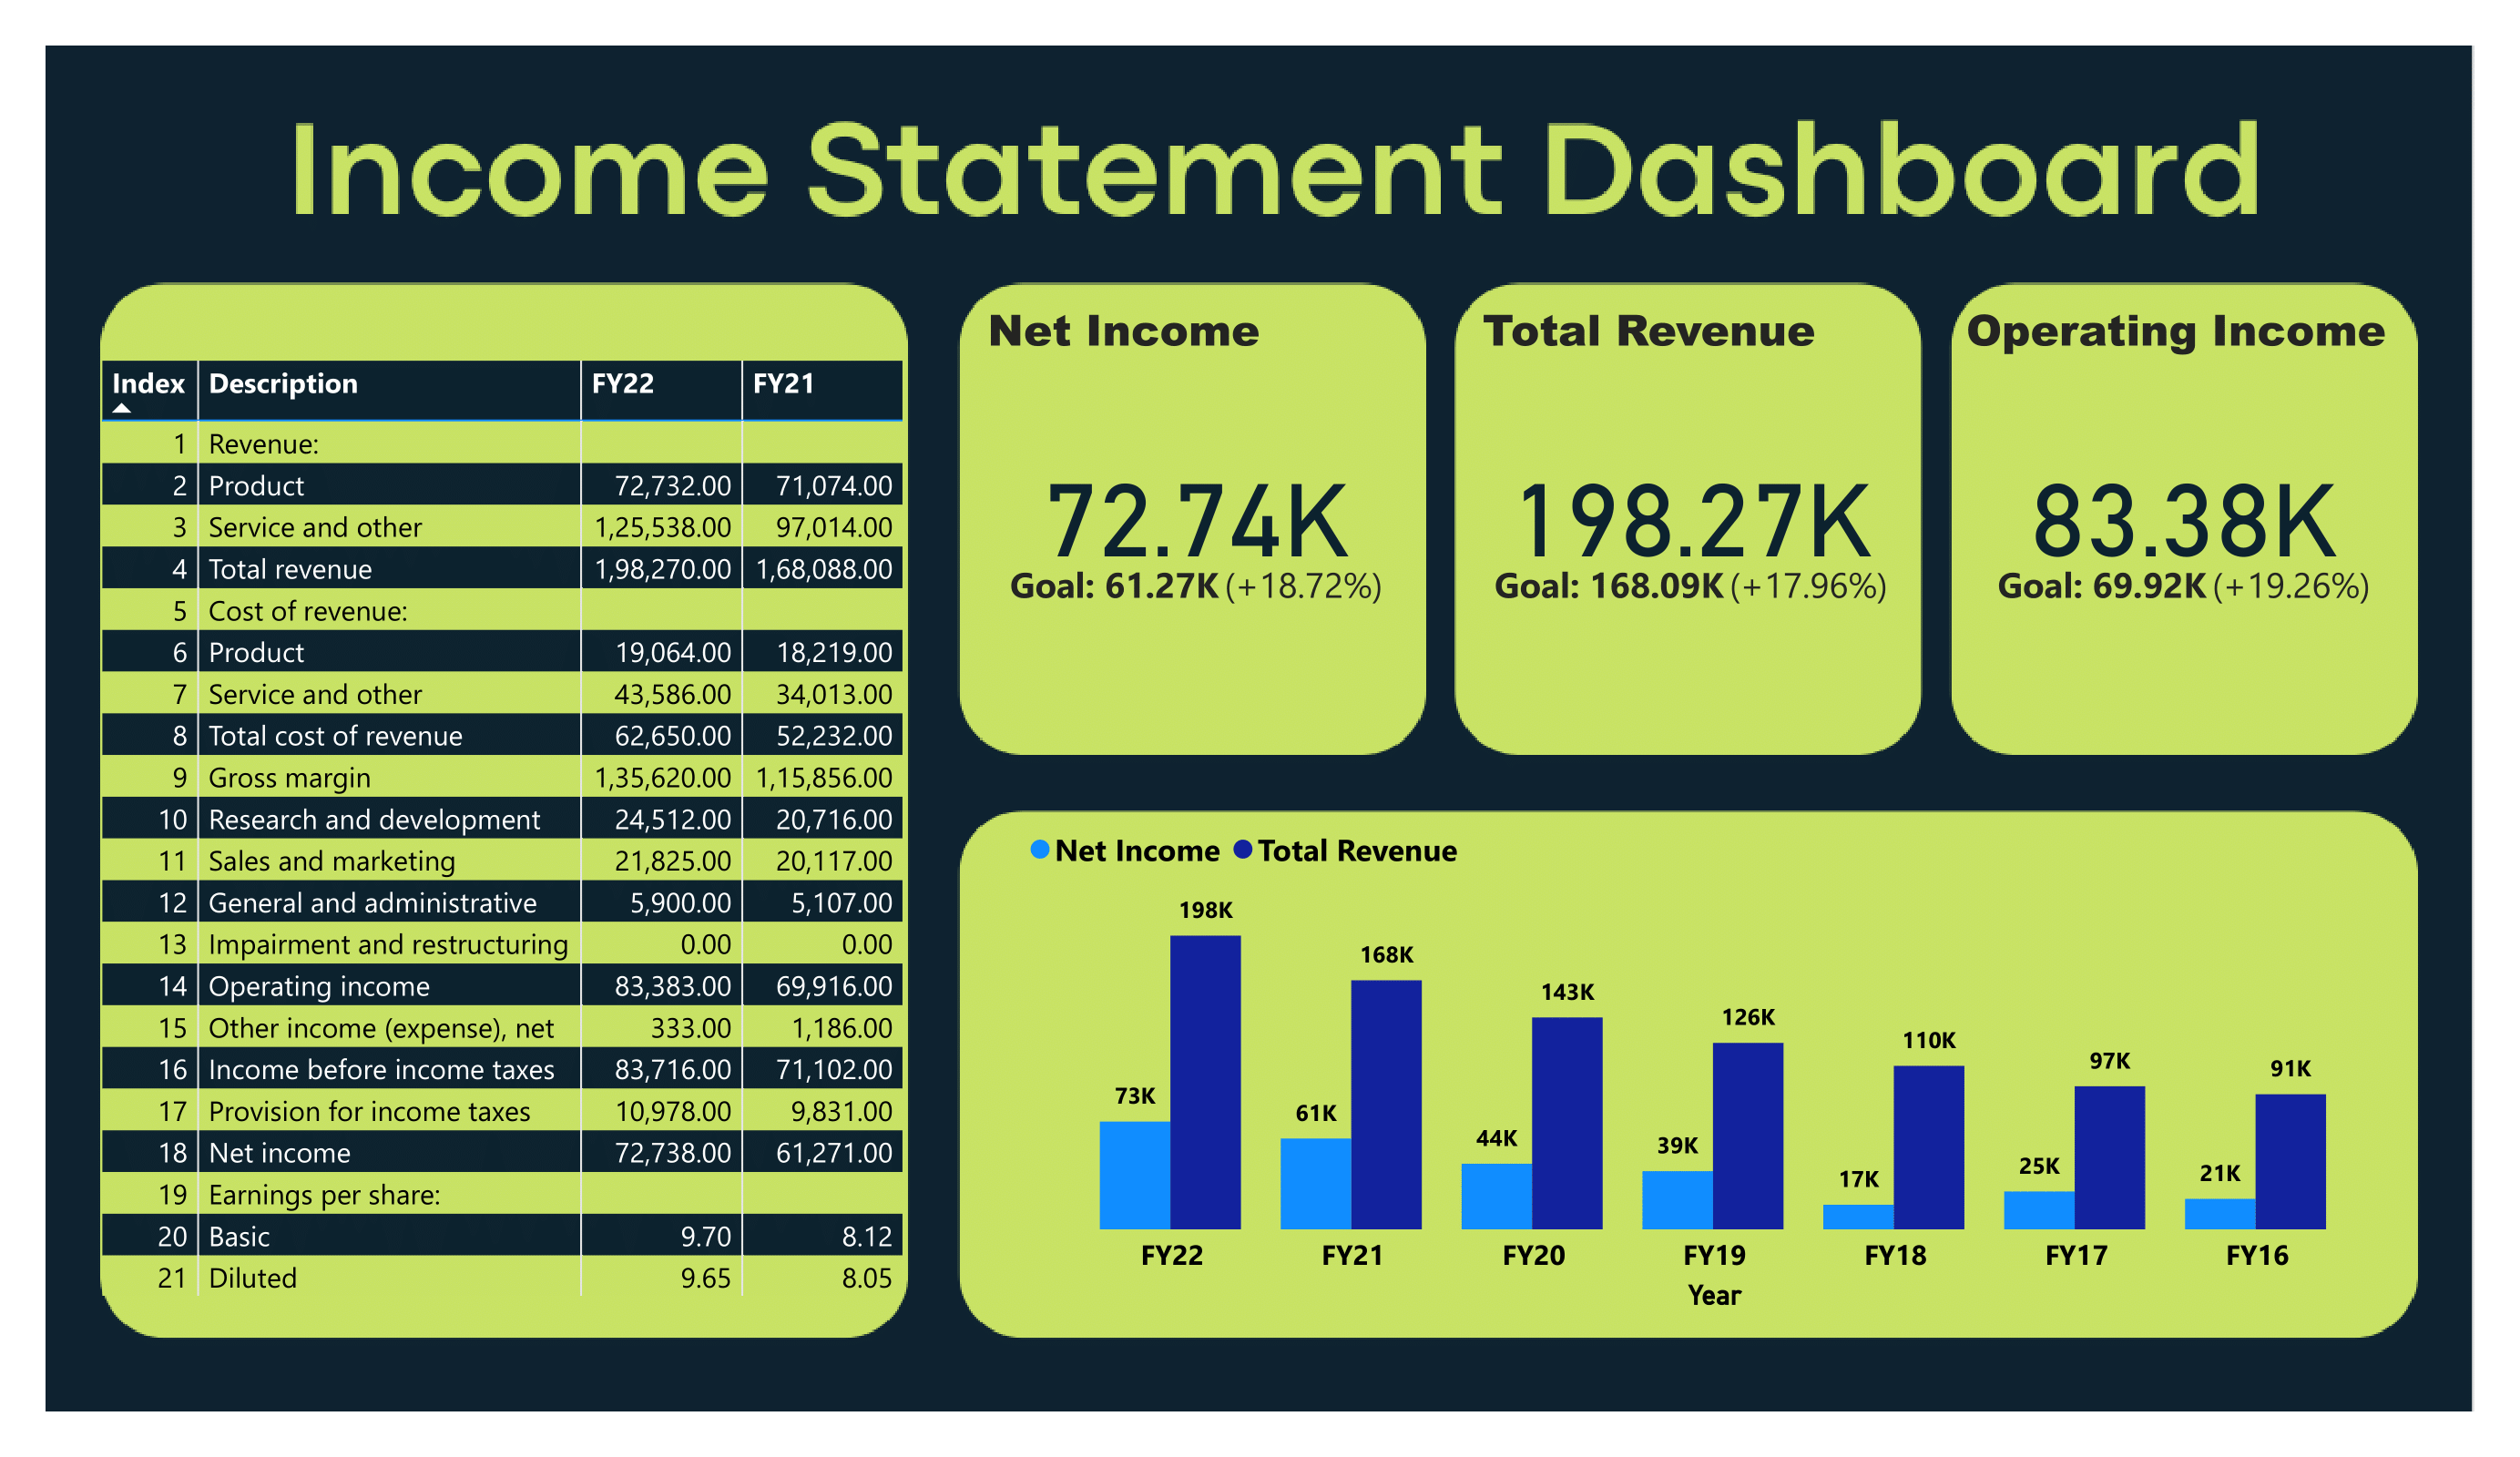 Income Statement Dashboard
Index Description FY22 FY21
1 Revenue:
2 Product 72,732.00 71,074.00
3 Service and other 1,25,538.00 97,014.00
4 Total revenue 1,98,270.00 1,68,088.00
5 Cost of revenue:
6 Product 19,064.00 18,219.00
7 Service and other 43,586.00 34,013.00
8 Total cost of revenue 62,650.00 52,232.00
9 Gross margin 1,35,620.00 1,15,856.00
10 Research and development 24,512.00 20,716.00
11 Sales and marketing 21,825.00 20,117.00
12 General and administrative 5,900.00 5,107.00
13 Impairment and restructuring 0.00 0.00
14 Operating income 83,383.00 69,916.00
15 Other income (expense), net 333.00 1,186.00
16 Income before income taxes 83,716.00 71,102.00
17 Provision for income taxes 10,978.00 9,831.00
18 Net income 72,738.00 61,271.00
19 Earnings per share:
20 Basic 9.70 8.12
21 Diluted 9.65 8.05
Net Income
72.74K
Goal: 61.27K (+18.72%)
Total Revenue
198.27K
Goal: 168.09K (+17.96%)
Operating Income
83.38K
Goal: 69.92K (+19.26%)
Net Income Total Revenue
73K 198K 61K 168K 44K 143K 39K 126K 17K 110K 25K 97K 21K 91K
FY22 FY21 FY20 FY19 FY18 FY17 FY16
Year